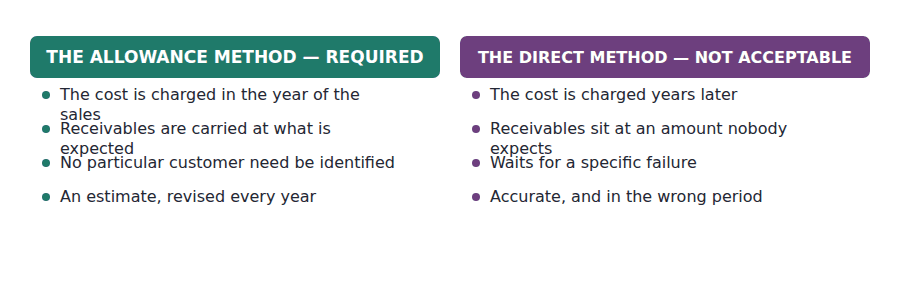 THE ALLOWANCE METHOD — REQUIRED
The cost is charged in the year of the
sales
Receivables are carried at what is
expected
No particular customer need be identified
An estimate, revised every year
THE DIRECT METHOD — NOT ACCEPTABLE
The cost is charged years later
Receivables sit at an amount nobody
expects
Waits for a specific failure
Accurate, and in the wrong period